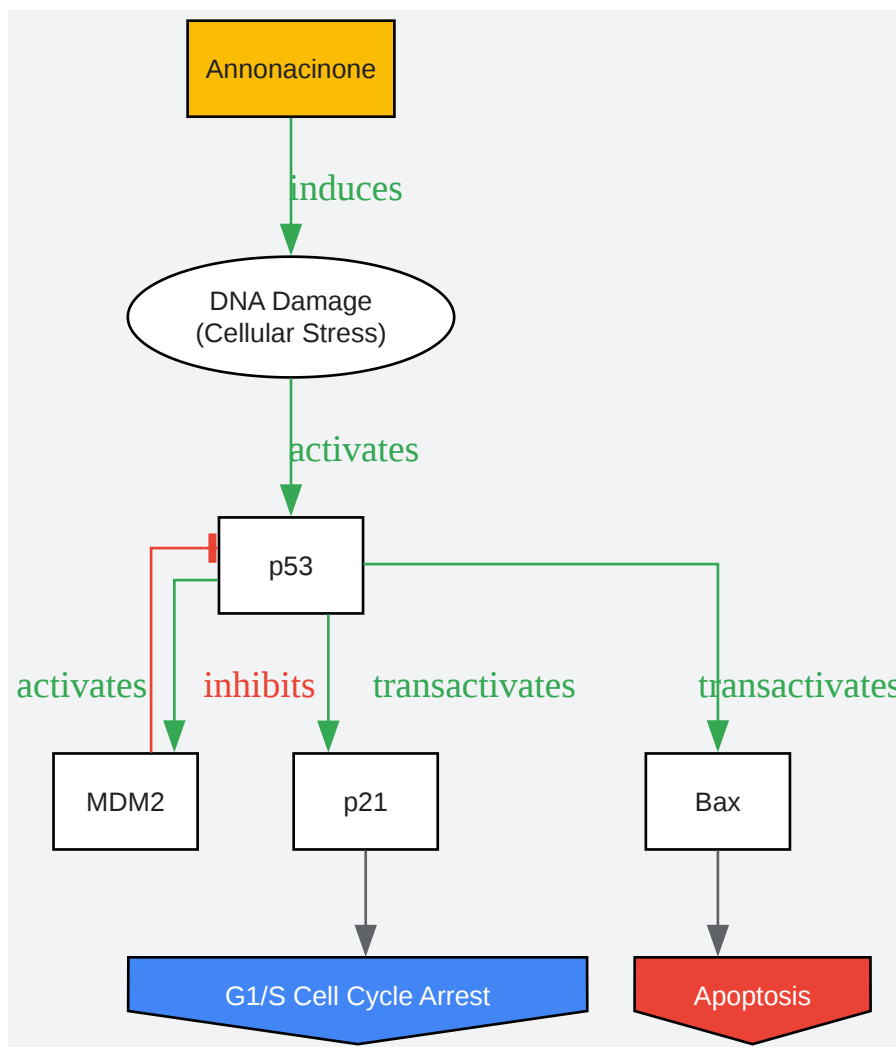 Annonacinone
induces
DNA Damage
(Cellular Stress)
activates
p53
activates
inhibits
transactivates
transactivates
MDM2
p21
Bax
G1/S Cell Cycle Arrest
Apoptosis